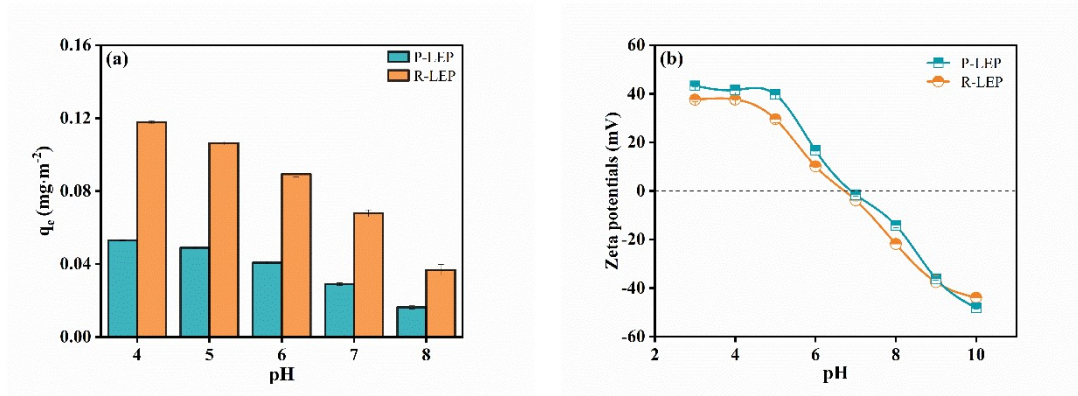 (a)
P-LEP
R-LEP
0.16
0.12
0.08
0.04
0.00
qe (mg·m-2)
4 5 6 7 8
pH
(b)
P-LEP
R-LEP
60
40
20
0
-20
-40
-60
Zeta potentials (mV)
2 4 6 8 10
pH